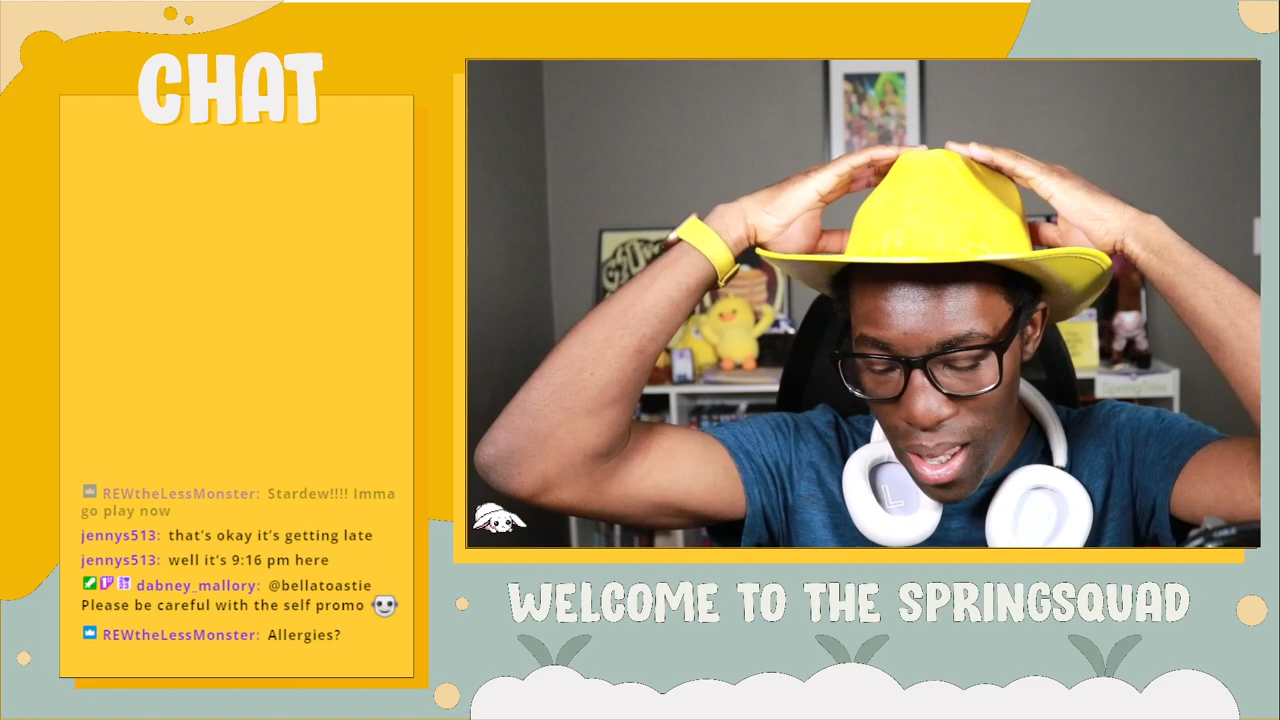 CHAT
REWtheLessMonster: Stardew!!!! Imma
go play now
jennys513: that's okay it's getting late
jennys513: well it's 9:16 pm here
dabney_mallory: @bellatoastie
Please be careful with the self promo
REWtheLessMonster: Allergies?
L
WELCOME TO THE SPRINGSQUAD